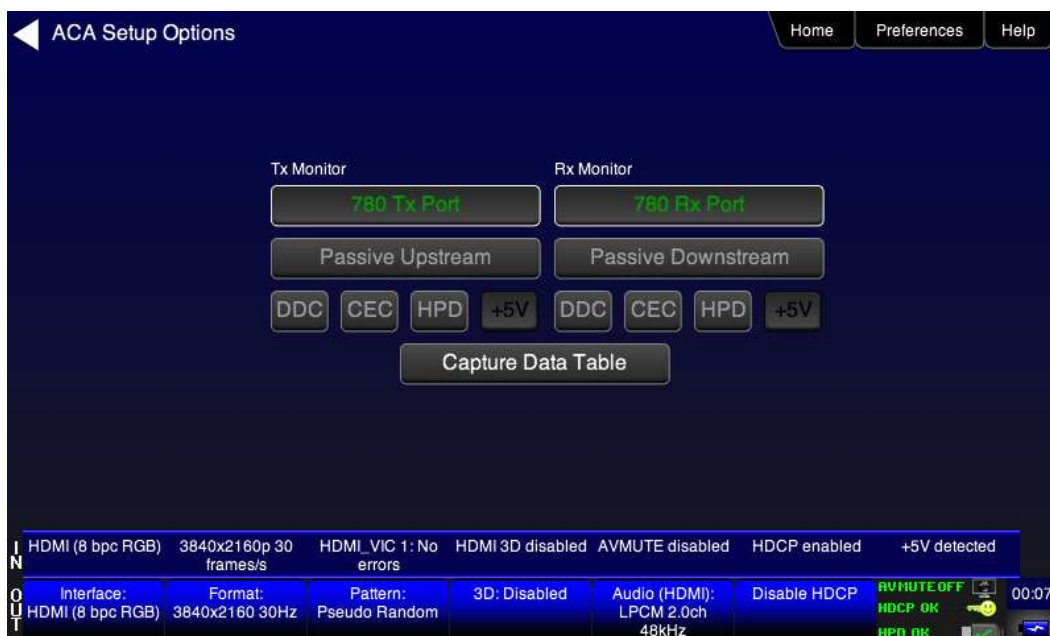 ACA Setup Options
Home
Preferences
Help
Tx Monitor
Rx Monitor
780 Tx Port
780 Rx Port
Passive Upstream
Passive Downstream
DDC
CEC
HPD
+5V
DDC
CEC
HPD
+5V
Capture Data Table
IN
HDMI (8 bpc RGB)
3840x2160p 30
frames/s
HDMI_VIC 1: No
errors
HDMI 3D disabled
AVMUTE disabled
HDCP enabled
+5V detected
OUT
Interface:
HDMI (8 bpc RGB)
Format:
3840x2160 30Hz
Pattern:
Pseudo Random
3D: Disabled
Audio (HDMI):
LPCM 2.0ch
48kHz
Disable HDCP
AVMUTEOFF
HDCP OK
HPD OK
00:07